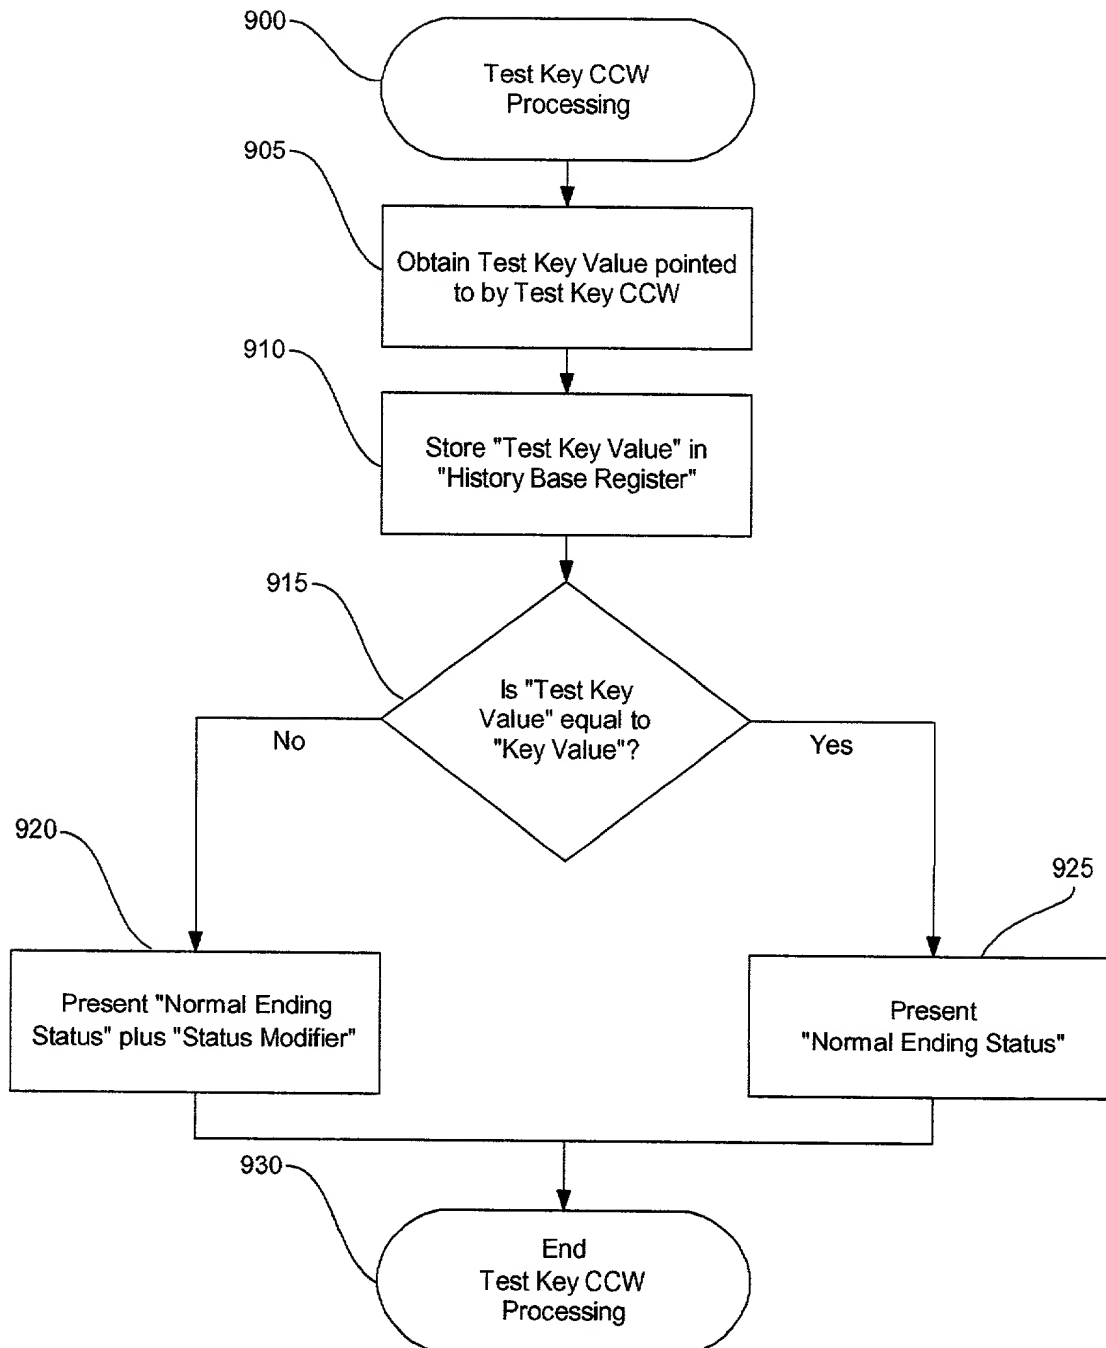 900
Test Key CCW
Processing
905
Obtain Test Key Value pointed
to by Test Key CCW
910
Store "Test Key Value" in
"History Base Register"
915
Is "Test Key
Value" equal to
"Key Value"?
No
Yes
920
925
Present "Normal Ending
Status" plus "Status Modifier"
Present
"Normal Ending Status"
930
End
Test Key CCW
Processing